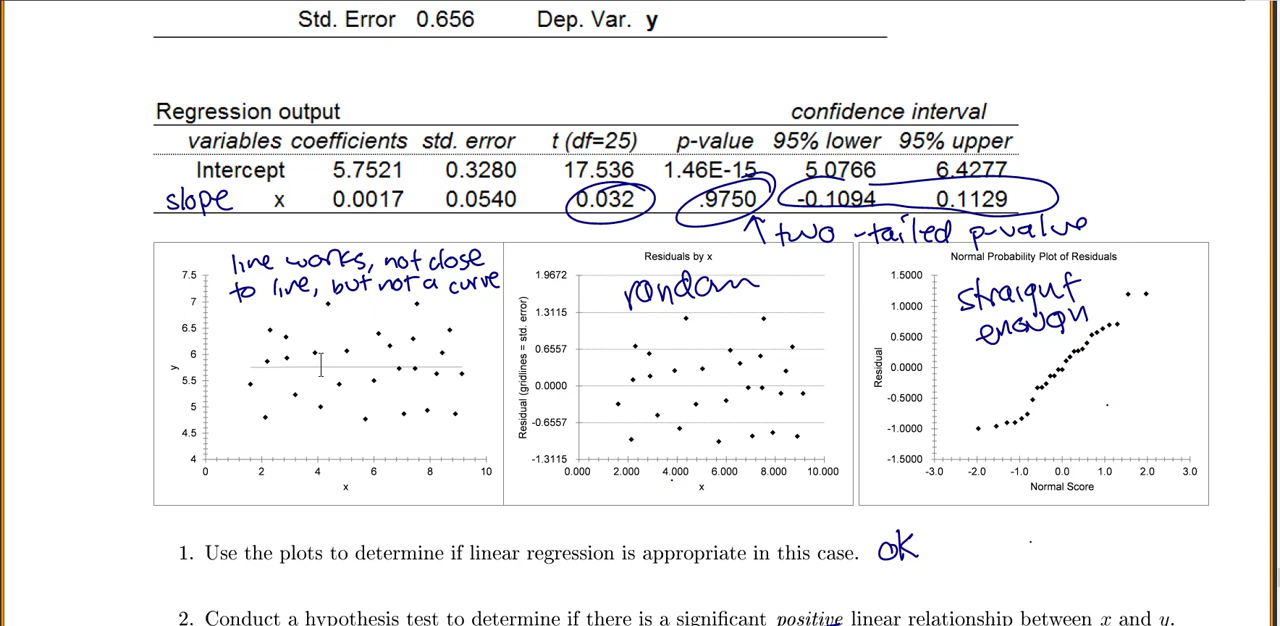 Std. Error 0.656 Dep. Var. y
Regression output confidence interval
variables coefficients std. error t (df=25) p-value 95% lower 95% upper
Intercept 5.7521 0.3280 17.536 1.46E-15 5.0766 6.4277
slope x 0.0017 0.0540 0.032 .9750 -0.1094 0.1129
two-tailed p-value
line works, not close
to line, but not a curve
7.5
7
6.5
6
5.5
5
4.5
4
y
0 2 4 6 8 10
x
Residuals by x
random
1.9672
1.3115
0.6557
0.0000
-0.6557
-1.3115
Residual (gridlines = std. error)
0.000 2.000 4.000 6.000 8.000 10.000
x
Normal Probability Plot of Residuals
straight
enough
1.5000
1.0000
0.5000
0.0000
-0.5000
-1.0000
-1.5000
Residual
-3.0 -2.0 -1.0 0.0 1.0 2.0 3.0
Normal Score
1. Use the plots to determine if linear regression is appropriate in this case. OK
2. Conduct a hypothesis test to determine if there is a significant positive linear relationship between x and y.